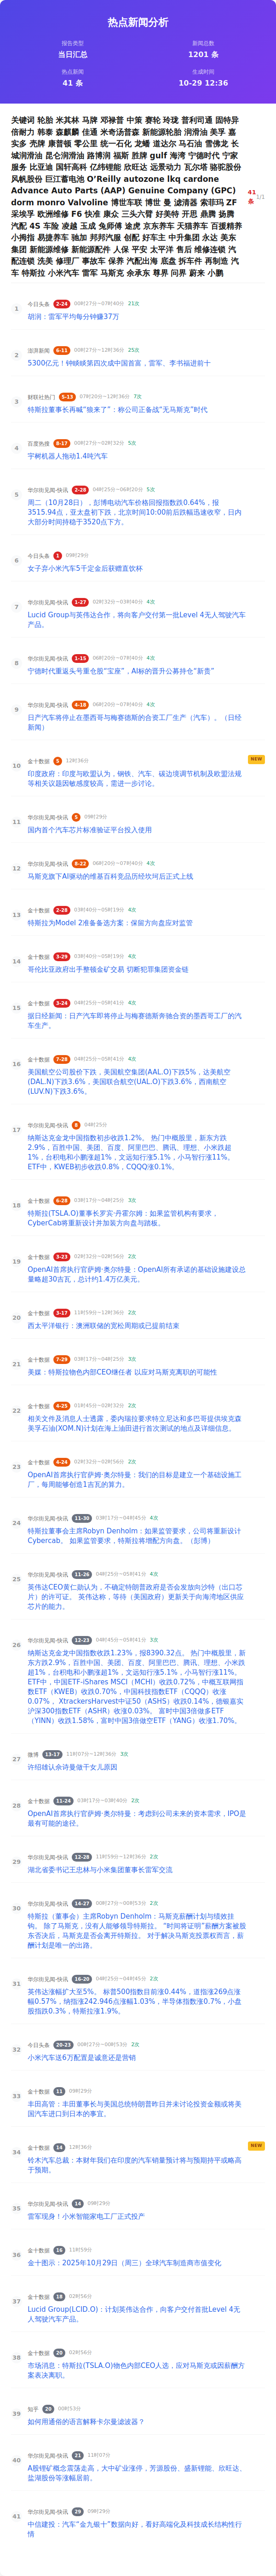 热点新闻分析
报告类型
当日汇总
新闻总数
1201 条
热点新闻
41 条
生成时间
10-29 12:36
关键词 轮胎 米其林 马牌 邓禄普 中策 赛轮 玲珑 普利司通 固特异
倍耐力 韩泰 森麒麟 佳通 米奇汤普森 新能源轮胎 润滑油 美孚 嘉
实多 壳牌 康普顿 零公里 统一石化 龙蟠 道达尔 马石油 雪佛龙 长
城润滑油 昆仑润滑油 路博润 福斯 胜牌 gulf 海湾 宁德时代 宁家
服务 比亚迪 国轩高科 亿纬锂能 欣旺达 远景动力 瓦尔塔 骆驼股份
风帆股份 巨江蓄电池 O’Reilly autozone lkq cardone
Advance Auto Parts (AAP) Genuine Company (GPC)
dorm monro Valvoline 博世车联 博世 曼 滤清器 索菲玛 ZF
采埃孚 欧洲维修 F6 快准 康众 三头六臂 好美特 开思 鼎腾 扬腾
汽配 4S 车险 凌越 玉成 兔师傅 途虎 京东养车 天猫养车 百援精养
小拇指 易捷养车 驰加 邦邦汽服 创配 好车主 中升集团 永达 美东
集团 新能源维修 新能源配件 人保 平安 太平洋 售后 维修连锁 汽
配连锁 洗美 修理厂 事故车 保养 汽配出海 底盘 拆车件 再制造 汽
车 特斯拉 小米汽车 雷军 马斯克 余承东 尊界 问界 蔚来 小鹏
41
条
1/1
1
今日头条 2-24 00时27分~07时40分 21次
胡润：雷军平均每分钟赚37万
2
澎湃新闻 6-11 00时27分~12时36分 25次
5300亿元！钟睒睒第四次成中国首富，雷军、李书福进前十
3
财联社热门 5-13 07时20分~12时36分 7次
特斯拉董事长再喊“狼来了”：称公司正备战“无马斯克”时代
4
百度热搜 6-17 00时27分~02时32分 5次
宇树机器人拖动1.4吨汽车
5
华尔街见闻-快讯 2-28 04时25分~06时20分 5次
周二（10月28日），彭博电动汽车价格回报指数跌0.64%，报
3515.94点，亚太盘初下跌，北京时间10:00前后跌幅迅速收窄，日内
大部分时间持稳于3520点下方。
6
今日头条 1 09时29分
女子弃小米汽车5千定金后获赠直饮杯
7
华尔街见闻-快讯 1-27 02时32分~03时40分 4次
Lucid Group与英伟达合作，将向客户交付第一批Level 4无人驾驶汽车
产品。
8
华尔街见闻-快讯 1-15 06时20分~07时40分 4次
宁德时代重返头号重仓股“宝座”，AI标的晋升公募持仓“新贵”
9
华尔街见闻-快讯 4-18 06时20分~07时40分 4次
日产汽车将停止在墨西哥与梅赛德斯的合资工厂生产（汽车）。（日经
新闻）
10
金十数据 5 12时36分
NEW
印度政府：印度与欧盟认为，钢铁、汽车、碳边境调节机制及欧盟法规
等相关议题因敏感度较高，需进一步讨论。
11
华尔街见闻-快讯 5 09时29分
国内首个汽车芯片标准验证平台投入使用
12
华尔街见闻-快讯 8-22 06时20分~07时40分 4次
马斯克旗下AI驱动的维基百科竞品历经坎坷后正式上线
13
金十数据 2-28 03时40分~05时19分 4次
特斯拉为Model 2准备备选方案：保留方向盘应对监管
14
金十数据 3-29 03时40分~05时19分 4次
哥伦比亚政府出手整顿金矿交易 切断犯罪集团资金链
15
金十数据 3-24 04时25分~05时41分 4次
据日经新闻：日产汽车即将停止与梅赛德斯奔驰合资的墨西哥工厂的汽
车生产。
16
金十数据 7-28 04时25分~05时41分 4次
美国航空公司股价下跌，美国航空集团(AAL.O)下跌5%，达美航空
(DAL.N)下跌3.6%，美国联合航空(UAL.O)下跌3.6%，西南航空
(LUV.N)下跌3.6%。
17
华尔街见闻-快讯 8 04时25分
纳斯达克金龙中国指数初步收跌1.2%。 热门中概股里，新东方跌
2.9%，百胜中国、美团、百度、阿里巴巴、腾讯、理想、小米跌超
1%，台积电和小鹏涨超1%，文远知行涨5.1%，小马智行涨11%。
ETF中，KWEB初步收跌0.8%，CQQQ涨0.1%。
18
金十数据 6-28 03时17分~04时25分 3次
特斯拉(TSLA.O)董事长罗宾·丹霍尔姆：如果监管机构有要求，
CyberCab将重新设计并加装方向盘与踏板。
19
金十数据 3-23 02时32分~02时56分 2次
OpenAI首席执行官萨姆·奥尔特曼：OpenAI所有承诺的基础设施建设总
量略超30吉瓦，总计约1.4万亿美元。
20
金十数据 3-17 11时59分~12时36分 2次
西太平洋银行：澳洲联储的宽松周期或已提前结束
21
金十数据 7-29 03时17分~04时25分 3次
美媒：特斯拉物色内部CEO继任者 以应对马斯克离职的可能性
22
金十数据 4-25 01时45分~02时32分 2次
相关文件及消息人士透露，委内瑞拉要求特立尼达和多巴哥提供埃克森
美孚石油(XOM.N)计划在海上油田进行首次测试的地点及详细信息。
23
金十数据 4-24 02时32分~02时56分 2次
OpenAI首席执行官萨姆·奥尔特曼：我们的目标是建立一个基础设施工
厂，每周能够创造1吉瓦的算力。
24
华尔街见闻-快讯 11-30 03时17分~04时45分 4次
特斯拉董事会主席Robyn Denholm：如果监管要求，公司将重新设计
Cybercab。 如果监管要求，特斯拉将增配方向盘。（彭博）
25
华尔街见闻-快讯 11-26 04时25分~05时41分 4次
英伟达CEO黄仁勋认为，不确定特朗普政府是否会发放向沙特（出口芯
片）的许可证。 英伟达称，等待（美国政府）更新关于向海湾地区供应
芯片的能力。
26
华尔街见闻-快讯 12-23 04时45分~05时41分 3次
纳斯达克金龙中国指数收跌1.23%，报8390.32点。 热门中概股里，新
东方跌2.9%，百胜中国、美团、百度、阿里巴巴、腾讯、理想、小米跌
超1%，台积电和小鹏涨超1%，文远知行涨5.1%，小马智行涨11%。
ETF中，中国ETF-iShares MSCI（MCHI）收跌0.72%，中概互联网指
数ETF（KWEB）收跌0.70%，中国科技指数ETF（CQQQ）收涨
0.07%， XtrackersHarvest中证50（ASHS）收跌0.14%，德银嘉实
沪深300指数ETF（ASHR）收涨0.03%。 富时中国3倍做多ETF
（YINN）收跌1.58%，富时中国3倍做空ETF（YANG）收涨1.70%。
27
微博 13-17 11时07分~12时36分 3次
许绍雄认佘诗曼做干女儿原因
28
金十数据 11-24 03时17分~03时40分 2次
OpenAI首席执行官萨姆·奥尔特曼：考虑到公司未来的资本需求，IPO是
最有可能的途径。
29
华尔街见闻-快讯 12-28 11时59分~12时36分 2次
湖北省委书记王忠林与小米集团董事长雷军交流
30
华尔街见闻-快讯 14-27 00时27分~00时53分 2次
特斯拉（董事会）主席Robyn Denholm：马斯克薪酬计划与绩效挂
钩。 除了马斯克，没有人能够领导特斯拉。 “时间将证明”薪酬方案被股
东否决后，马斯克是否会离开特斯拉。 对于解决马斯克投票权而言，薪
酬计划是唯一的出路。
31
华尔街见闻-快讯 16-20 04时25分~04时45分 2次
英伟达涨幅扩大至5%。 标普500指数目前涨0.44%，道指涨269点涨
幅0.57%，纳指涨242.946点涨幅1.03%，半导体指数涨0.7%，小盘
股指跌0.3%，特斯拉涨1.9%。
32
今日头条 20-23 00时27分~00时53分 2次
小米汽车送6万配置是诚意还是营销
33
金十数据 11 09时29分
丰田高管：丰田董事长与美国总统特朗普昨日并未讨论投资金额或将美
国汽车进口到日本的事宜。
34
金十数据 14 12时36分
NEW
铃木汽车总裁：本财年我们在印度的汽车销量预计将与预期持平或略高
于预期。
35
华尔街见闻-快讯 14 09时29分
雷军现身！小米智能家电工厂正式投产
36
金十数据 16 11时59分
金十图示：2025年10月29日（周三）全球汽车制造商市值变化
37
金十数据 18 02时56分
Lucid Group(LCID.O)：计划英伟达合作，向客户交付首批Level 4无
人驾驶汽车产品。
38
金十数据 20 02时56分
市场消息：特斯拉(TSLA.O)物色内部CEO人选，应对马斯克或因薪酬方
案表决离职。
39
知乎 20 00时53分
如何用通俗的语言解释卡尔曼滤波器？
40
华尔街见闻-快讯 21 11时07分
A股锂矿概念震荡走高，大中矿业涨停，芳源股份、盛新锂能、欣旺达、
盐湖股份等涨幅居前。
41
华尔街见闻-快讯 29 09时29分
中信建投：汽车“金九银十”数据向好，看好高端化及科技成长结构性行
情